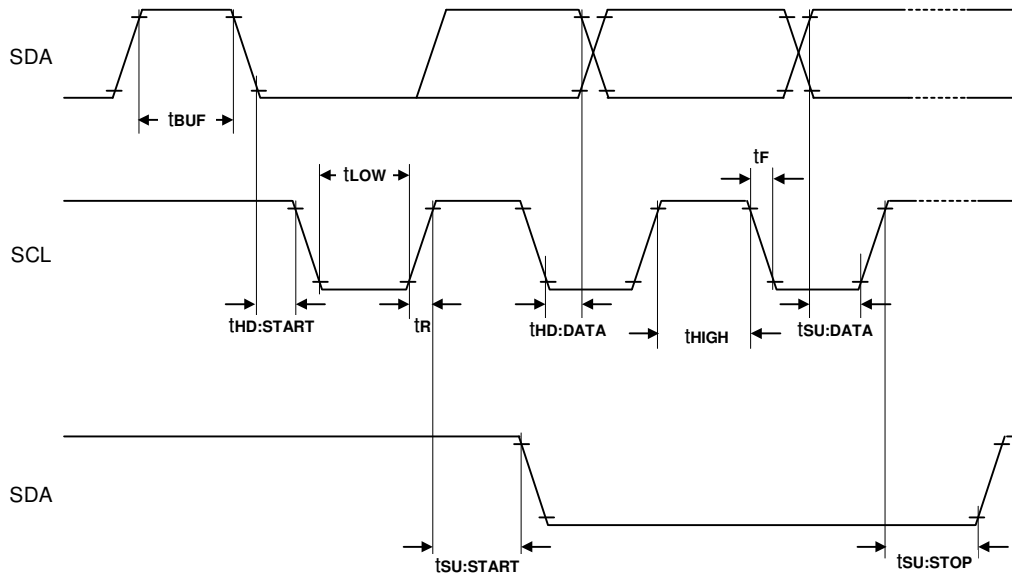 SDA
tBUF
tF
tLOW
SCL
tHD:START
tR
tHD:DATA
tHIGH
tSU:DATA
SDA
tSU:START
tSU:STOP